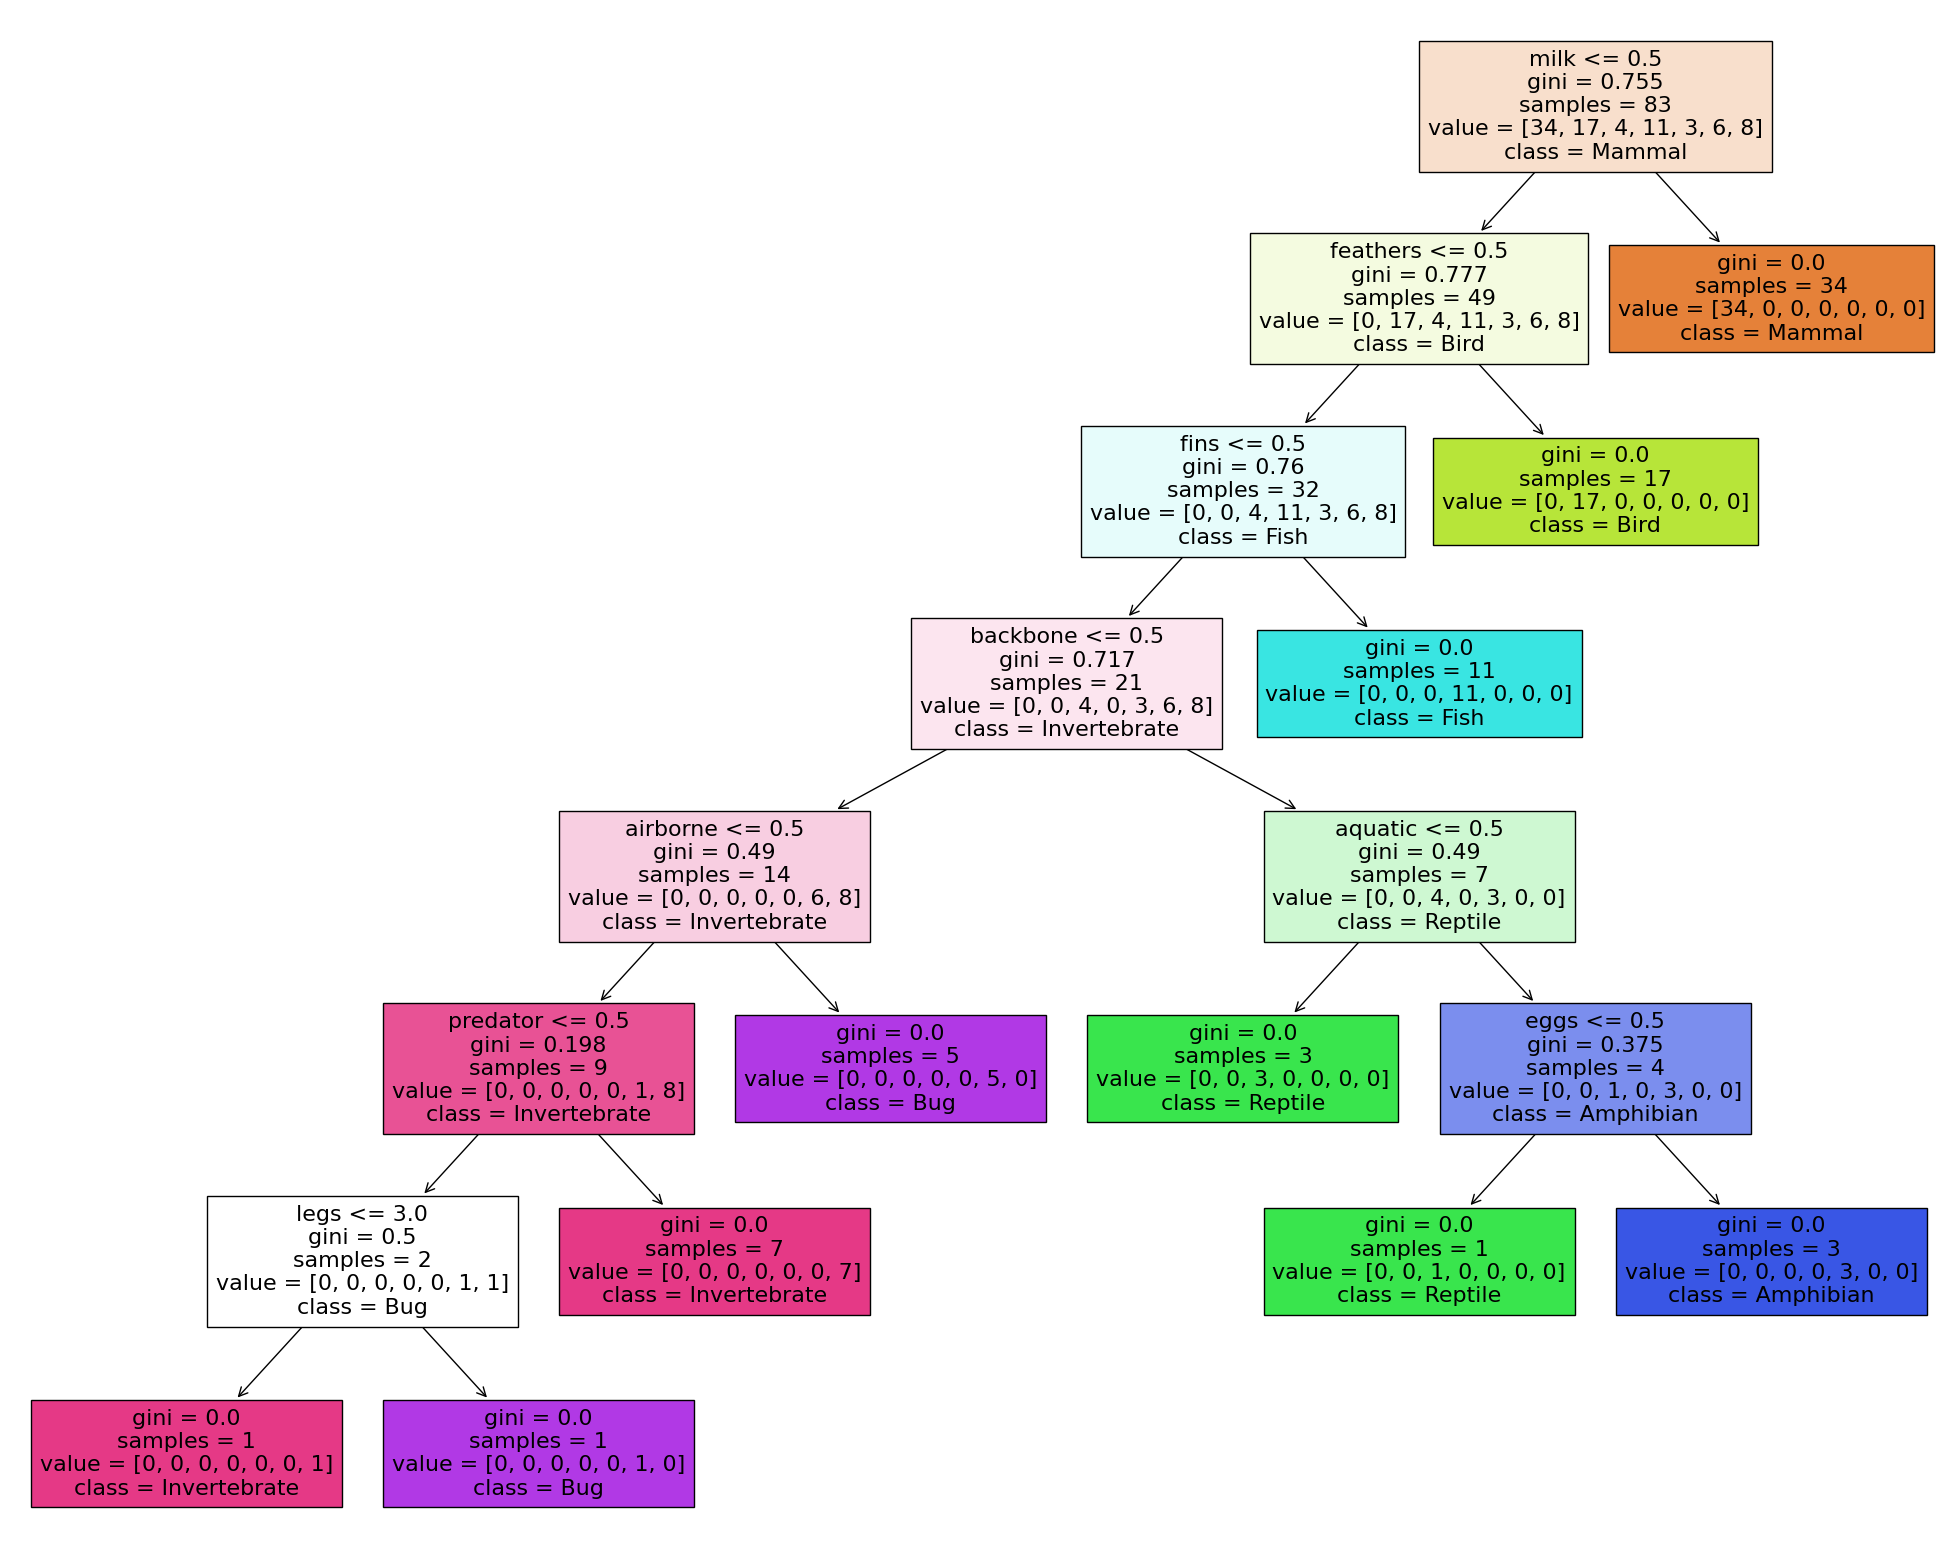 milk <= 0.5
gini = 0.755
samples = 83
value = [34, 17, 4, 11, 3, 6, 8]
class = Mammal
feathers <= 0.5
gini = 0.777
samples = 49
value = [0, 17, 4, 11, 3, 6, 8]
class = Bird
gini = 0.0
samples = 34
value = [34, 0, 0, 0, 0, 0, 0]
class = Mammal
fins <= 0.5
gini = 0.76
samples = 32
value = [0, 0, 4, 11, 3, 6, 8]
class = Fish
gini = 0.0
samples = 17
value = [0, 17, 0, 0, 0, 0, 0]
class = Bird
backbone <= 0.5
gini = 0.717
samples = 21
value = [0, 0, 4, 0, 3, 6, 8]
class = Invertebrate
gini = 0.0
samples = 11
value = [0, 0, 0, 11, 0, 0, 0]
class = Fish
airborne <= 0.5
gini = 0.49
samples = 14
value = [0, 0, 0, 0, 0, 6, 8]
class = Invertebrate
aquatic <= 0.5
gini = 0.49
samples = 7
value = [0, 0, 4, 0, 3, 0, 0]
class = Reptile
predator <= 0.5
gini = 0.198
samples = 9
value = [0, 0, 0, 0, 0, 1, 8]
class = Invertebrate
gini = 0.0
samples = 5
value = [0, 0, 0, 0, 0, 5, 0]
class = Bug
gini = 0.0
samples = 3
value = [0, 0, 3, 0, 0, 0, 0]
class = Reptile
eggs <= 0.5
gini = 0.375
samples = 4
value = [0, 0, 1, 0, 3, 0, 0]
class = Amphibian
legs <= 3.0
gini = 0.5
samples = 2
value = [0, 0, 0, 0, 0, 1, 1]
class = Bug
gini = 0.0
samples = 7
value = [0, 0, 0, 0, 0, 0, 7]
class = Invertebrate
gini = 0.0
samples = 1
value = [0, 0, 1, 0, 0, 0, 0]
class = Reptile
gini = 0.0
samples = 3
value = [0, 0, 0, 0, 3, 0, 0]
class = Amphibian
gini = 0.0
samples = 1
value = [0, 0, 0, 0, 0, 0, 1]
class = Invertebrate
gini = 0.0
samples = 1
value = [0, 0, 0, 0, 0, 1, 0]
class = Bug